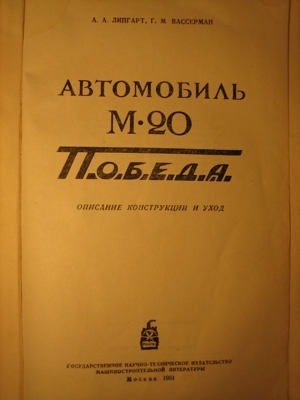 А. А. ЛИПГАРТ, Г. М. ВАССЕРМАН
АВТОМОБИЛЬ
М·20
П.О.Б.Е.Д.А.
ОПИСАНИЕ КОНСТРУКЦИИ И УХОД
ГОСУДАРСТВЕННОЕ НАУЧНО-ТЕХНИЧЕСКОЕ ИЗДАТЕЛЬСТВО
МАШИНОСТРОИТЕЛЬНОЙ ЛИТЕРАТУРЫ
Москва